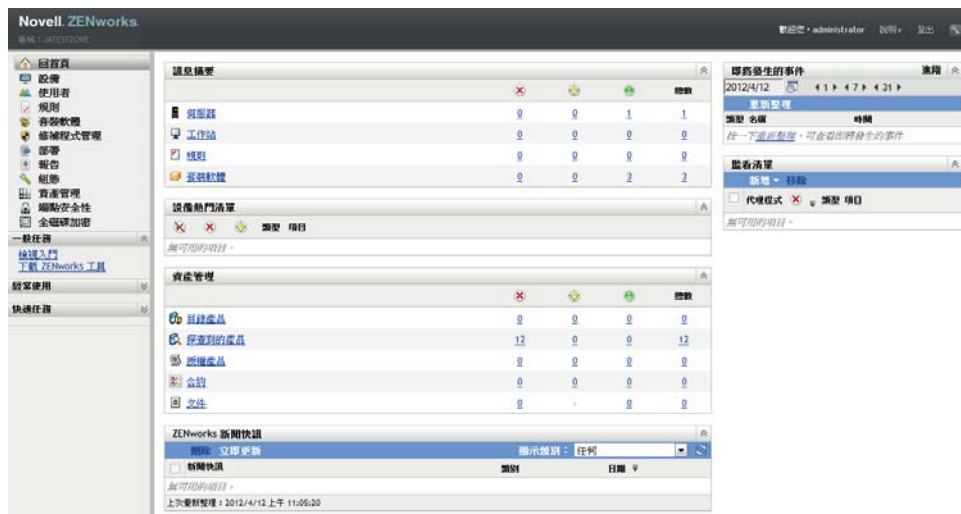 Novell ZENworks
歡迎您，administrator 說明 登出
回首頁
設備
使用者
規則
套裝軟體
修補程式管理
部署
報告
組態
資產管理
端點安全性
全磁碟加密
一般任務
檢視入門
下載 ZENworks 工具
經常使用
快速任務
訊息摘要
總數
伺服器 0 0 1 1
工作站 0 0 0 0
規則 0 0 0 0
套裝軟體 0 0
設備熱門清單
類型 項目
無可用的項目。
資產管理
總數
目錄產品 0 0 0 0
探查到的產品 12 0 0 12
授權產品 0 0 0 0
合約 0 0 0 0
文件 0 - 0 0
ZENworks 新聞快訊
刪除 立即更新 顯示類別： 任何
新聞快訊 類別 日期
無可用的項目。
上次重新整理：2012/4/12 上午 11:05:20
即將發生的事件 進階
2012/4/12 1 7 31
重新整理
類型 名稱 時間
按一下重新整理，可查看即將發生的事件
監看清單
新增 移除
代理程式 類型 項目
無可用的項目。